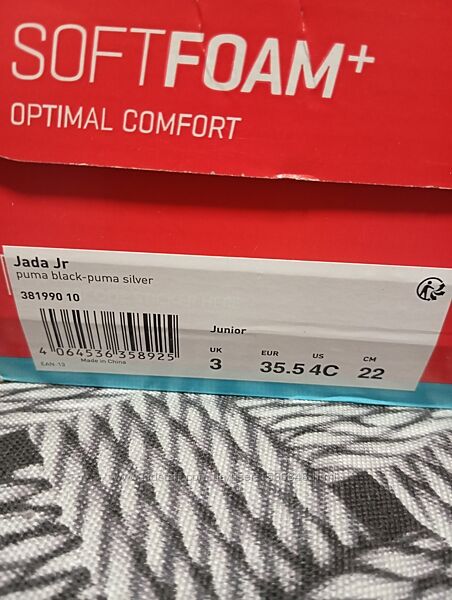 SOFTFOAM+
OPTIMAL COMFORT
Jada Jr
puma black-puma silver
381990 10
4 064536 358925
EAN-13
Made in China
Junior
UK EUR US CM
3 35.5 4C 22